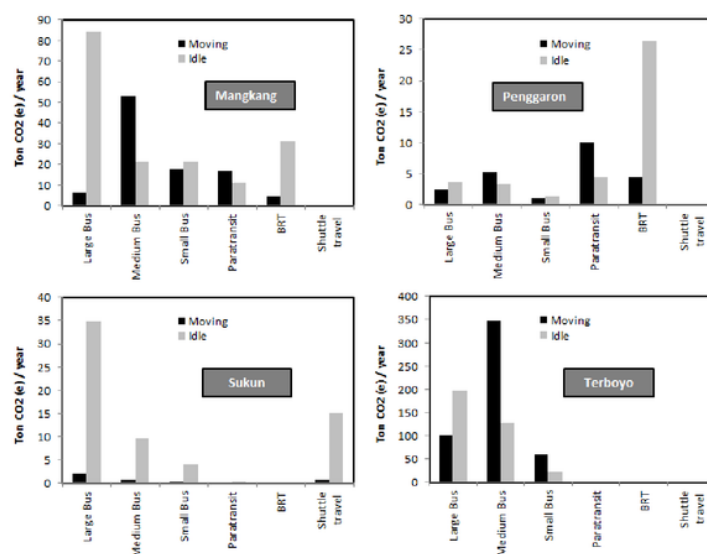 90
80
70
60
50
40
30
20
10
0
Ton CO2 (e) / year
Moving
Idle
Mangkang
Large Bus
Medium Bus
Small Bus
Paratransit
BRT
Shuttle
travel
30
25
20
15
10
5
0
Ton CO2 (e) / year
Moving
Idle
Penggaron
Large Bus
Medium Bus
Small Bus
Paratransit
BRT
Shuttle
travel
40
35
30
25
20
15
10
5
0
Ton CO2 (e) / year
Moving
Idle
Sukun
Large Bus
Medium Bus
Small Bus
Paratransit
BRT
Shuttle
travel
400
350
300
250
200
150
100
50
0
Ton CO2 (e) / year
Moving
Idle
Terboyo
Large Bus
Medium Bus
Small Bus
Paratransit
BRT
Shuttle
travel